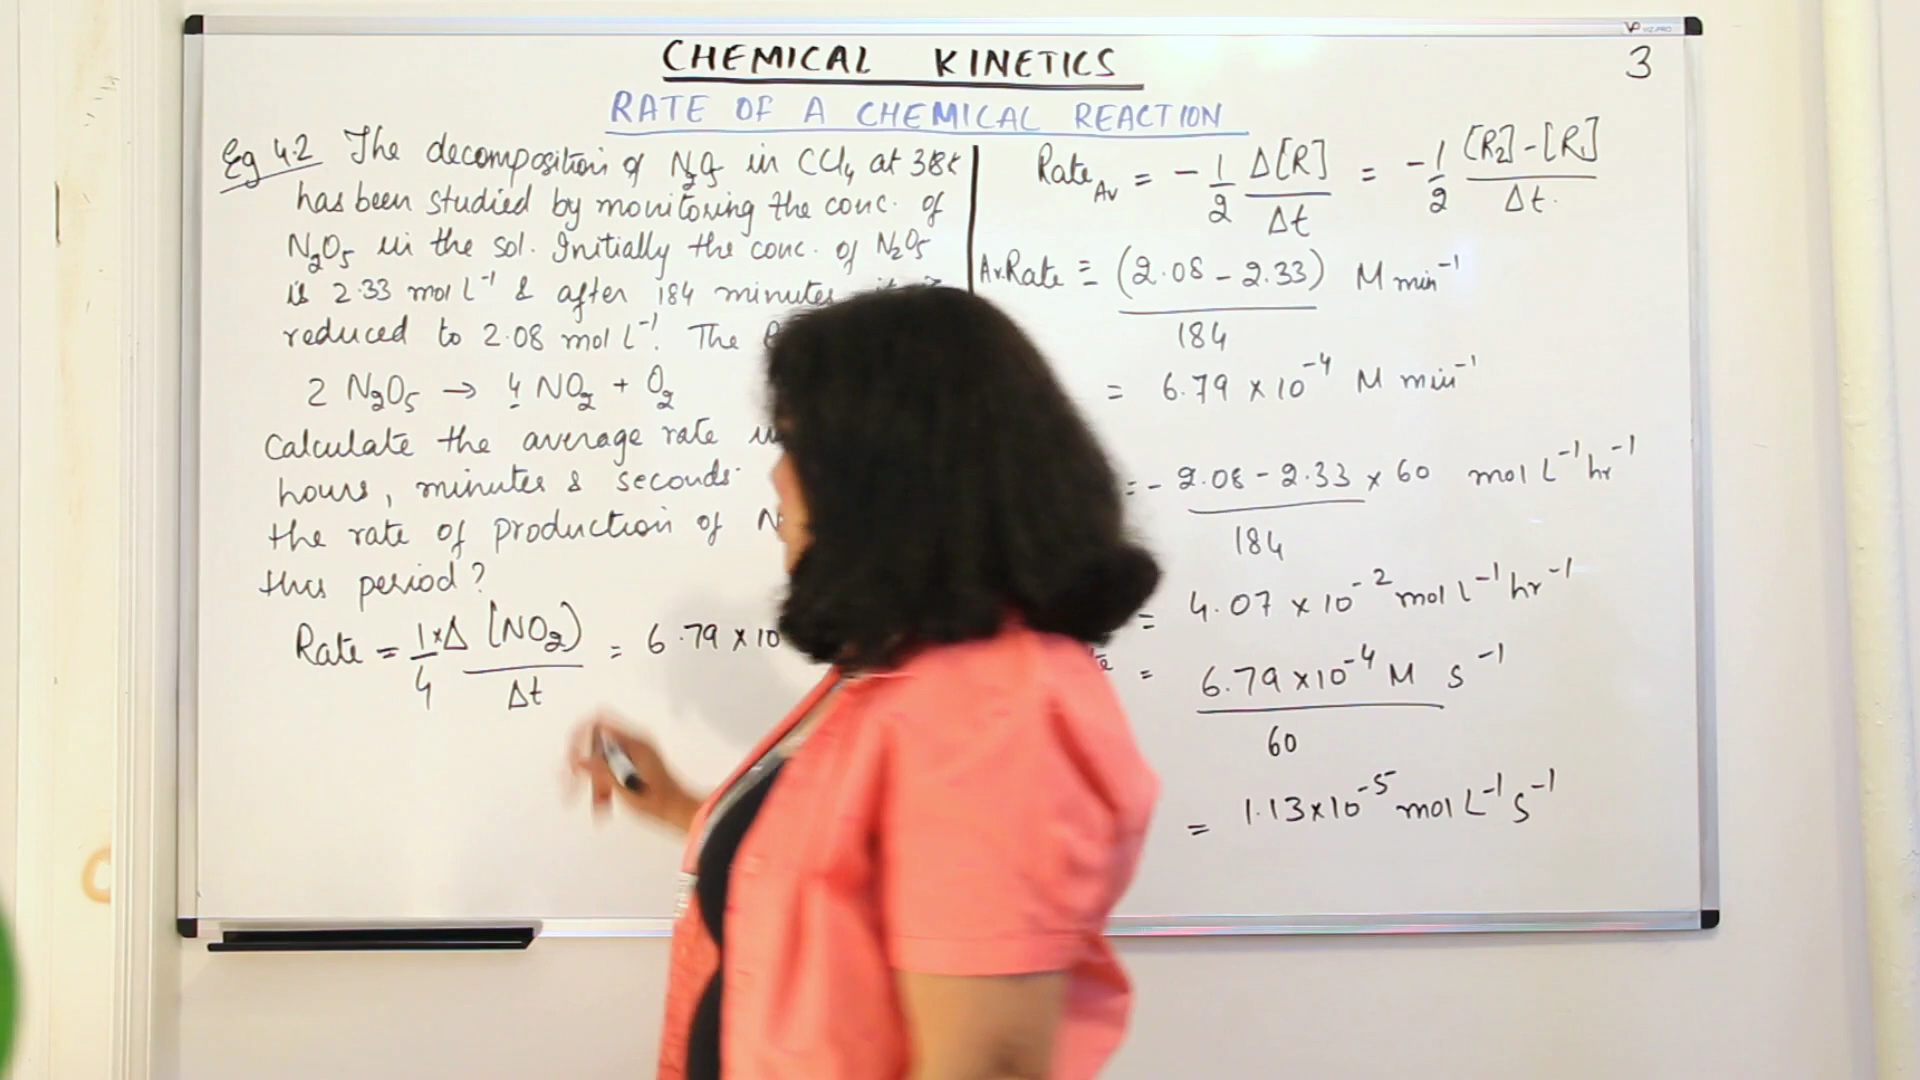 CHEMICAL KINETICS
3
RATE OF A CHEMICAL REACTION
Eg 4.2 The decomposition of N2O5 in CCl4 at
has been studied by monitoring the conc. of
N2O5 in the sol. Initially the conc. of N2O5
is 2.33 mol L⁻¹ & after 184 minutes it is
reduced to 2.08 mol L⁻¹. The
2 N2O5 → 4 NO2 + O2
Calculate the average rate in
hours, minutes & seconds.
the rate of production of N
this period?
Rate = 1/4 × Δ[NO2)/Δt = 6.79 × 10
Rate Av = - 1/2 Δ[R]/Δt = - 1/2 [R2]-[R1]/Δt.
Av.Rate = (2.08 - 2.33)/184 M min⁻¹
= 6.79 × 10⁻⁴ M min⁻¹
= - 2.08 - 2.33/184 × 60 mol L⁻¹ hr⁻¹
= 4.07 × 10⁻² mol L⁻¹ hr⁻¹
= 6.79 × 10⁻⁴/60 M s⁻¹
= 1.13 × 10⁻⁵ mol L⁻¹ s⁻¹